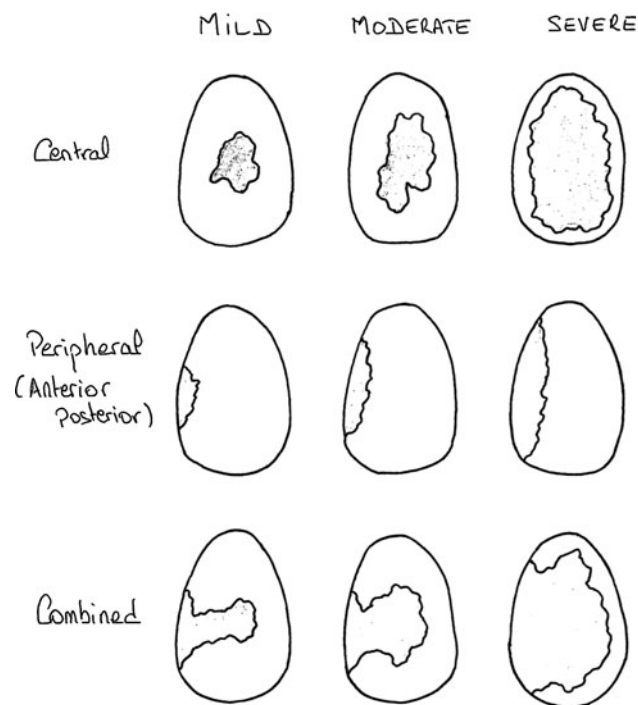 MILD MODERATE SEVERE
Central
Peripheral
(Anterior
Posterior)
Combined